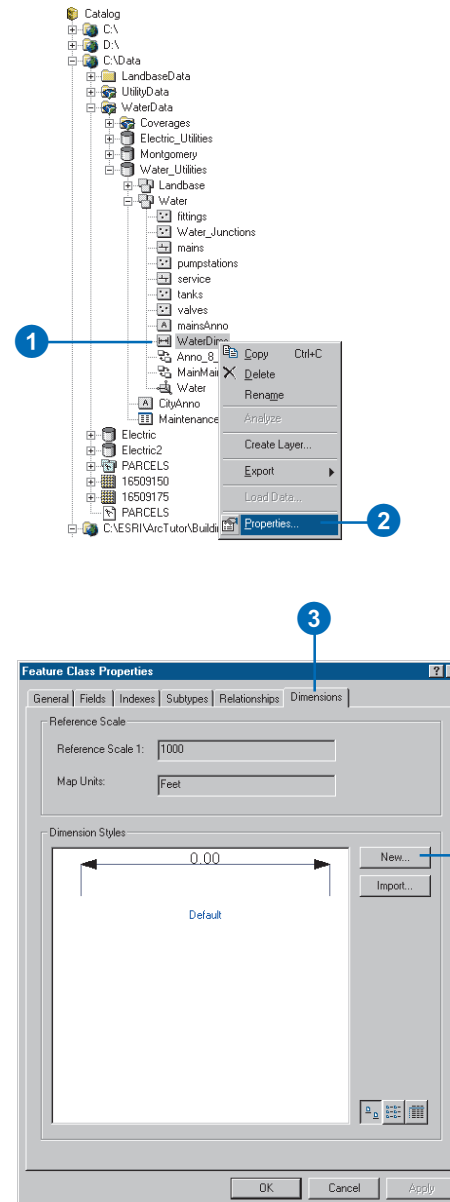 Catalog
C:\
D:\
C:\Data
LandbaseData
UtilityData
WaterData
Coverages
Electric_Utilities
Montgomery
Water_Utilities
Landbase
Water
fittings
Water_Junctions
mains
pumpstations
service
tanks
valves
mainsAnno
1
WaterDims
Anno_8_
MainMai
Water
CityAnno
Maintenance
Electric
Electric2
PARCELS
16509150
16509175
PARCELS
C:\ESRI\ArcTutor\Buildin
Copy Ctrl+C
Delete
Rename
Analyze
Create Layer...
Export
Load Data...
Properties...
2
3
Feature Class Properties ?
General Fields Indexes Subtypes Relationships Dimensions
Reference Scale
Reference Scale 1: 1000
Map Units: Feet
Dimension Styles
0.00
Default
New...
Import...
OK Cancel Apply